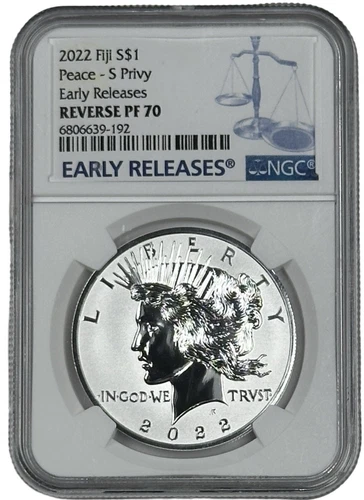 2022 Fiji S$1
Peace - S Privy
Early Releases
REVERSE PF 70
6806639-192
EARLY RELEASES®
NGC®
LIBERTY
IN·GOD·WE TRVST
2022